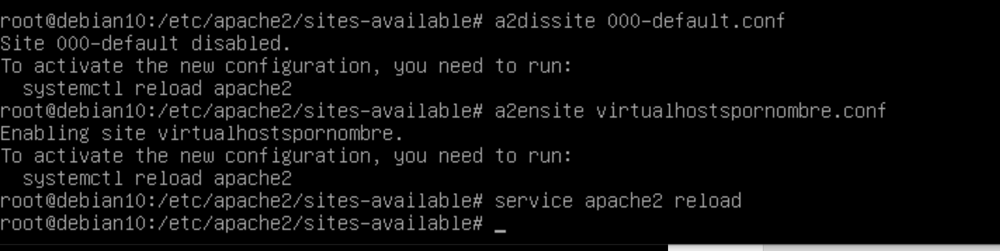 root@debian10:/etc/apache2/sites-available# a2dissite 000-default.conf
Site 000-default disabled.
To activate the new configuration, you need to run:
  systemctl reload apache2
root@debian10:/etc/apache2/sites-available# a2ensite virtualhostspornombre.conf
Enabling site virtualhostspornombre.
To activate the new configuration, you need to run:
  systemctl reload apache2
root@debian10:/etc/apache2/sites-available# service apache2 reload
root@debian10:/etc/apache2/sites-available# _